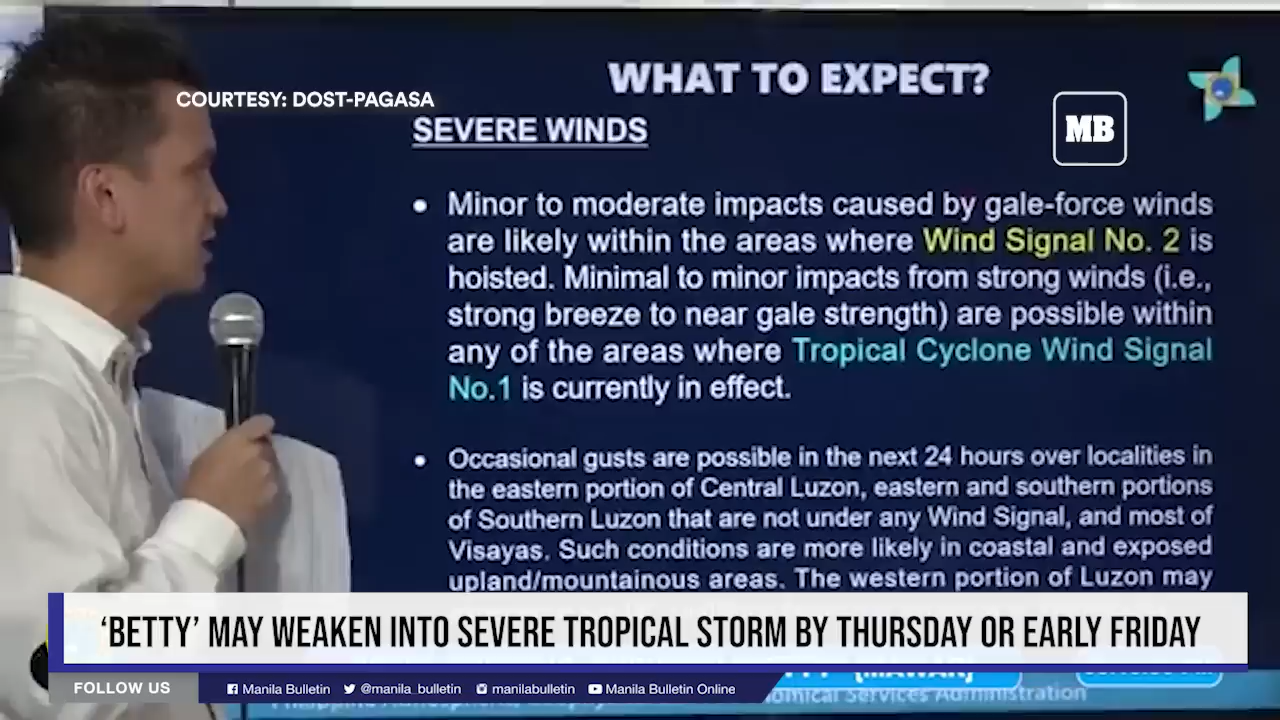 WHAT TO EXPECT?
COURTESY: DOST-PAGASA
MB
SEVERE WINDS
• Minor to moderate impacts caused by gale-force winds
are likely within the areas where Wind Signal No. 2 is
hoisted. Minimal to minor impacts from strong winds (i.e.,
strong breeze to near gale strength) are possible within
any of the areas where Tropical Cyclone Wind Signal
No.1 is currently in effect.
• Occasional gusts are possible in the next 24 hours over localities in
the eastern portion of Central Luzon, eastern and southern portions
of Southern Luzon that are not under any Wind Signal, and most of
Visayas. Such conditions are more likely in coastal and exposed
upland/mountainous areas. The western portion of Luzon may
‘BETTY’ MAY WEAKEN INTO SEVERE TROPICAL STORM BY THURSDAY OR EARLY FRIDAY
FOLLOW US
Manila Bulletin @manila_bulletin manilabulletin Manila Bulletin Online
Services Administration